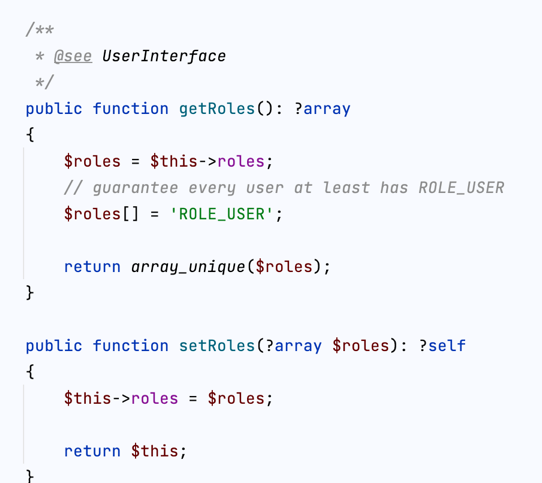 /**
 * @see UserInterface
 */
public function getRoles(): ?array
{
    $roles = $this->roles;
    // guarantee every user at least has ROLE_USER
    $roles[] = 'ROLE_USER';

    return array_unique($roles);
}

public function setRoles(?array $roles): ?self
{
    $this->roles = $roles;

    return $this;
}